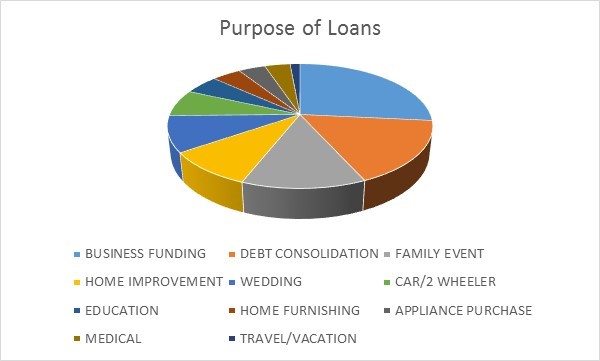 Purpose of Loans
BUSINESS FUNDING DEBT CONSOLIDATION FAMILY EVENT
HOME IMPROVEMENT WEDDING CAR/2 WHEELER
EDUCATION HOME FURNISHING APPLIANCE PURCHASE
MEDICAL TRAVEL/VACATION